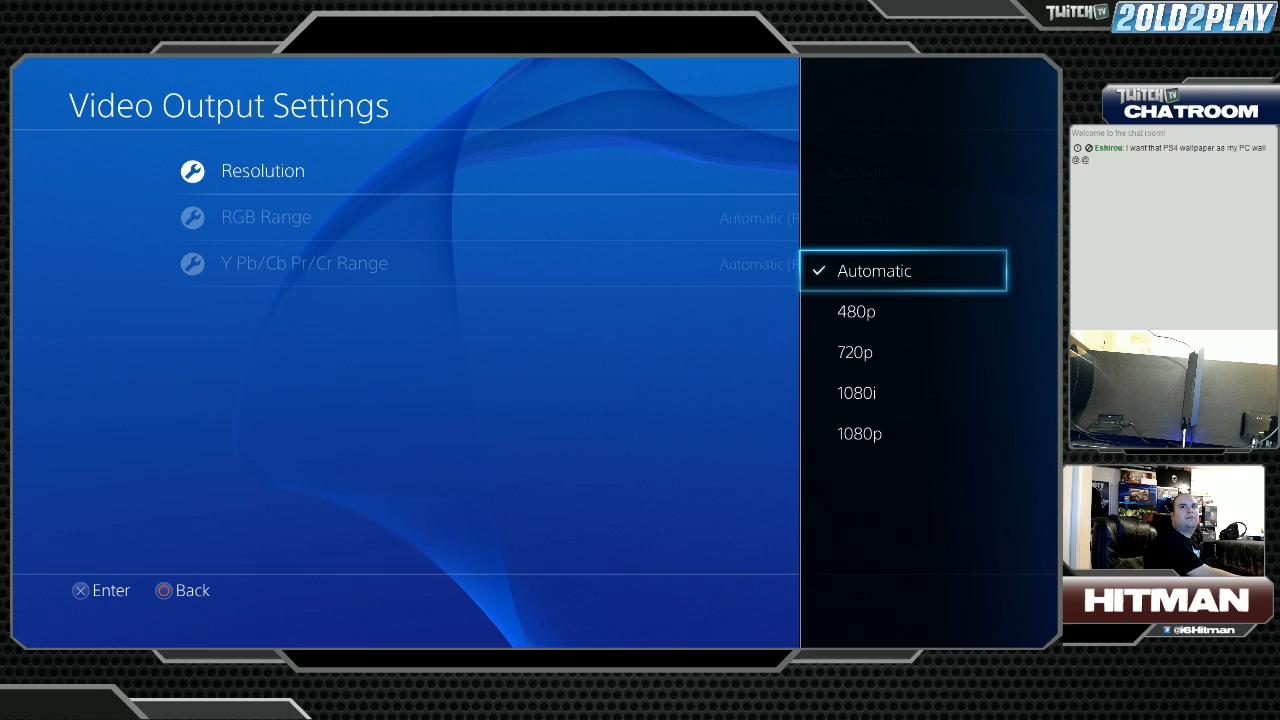 TWITCH TV 2OLD2PLAY
Video Output Settings
Resolution
Automatic
RGB Range
Automatic (R
Y Pb/Cb Pr/Cr Range
Automatic (R
Automatic
480p
720p
1080i
1080p
Enter Back
TWITCH TV
CHATROOM
Welcome to the chat room!
Eshirou: I want that PS4 wallpaper as my PC wall
@.@
HITMAN
@i6Hitman